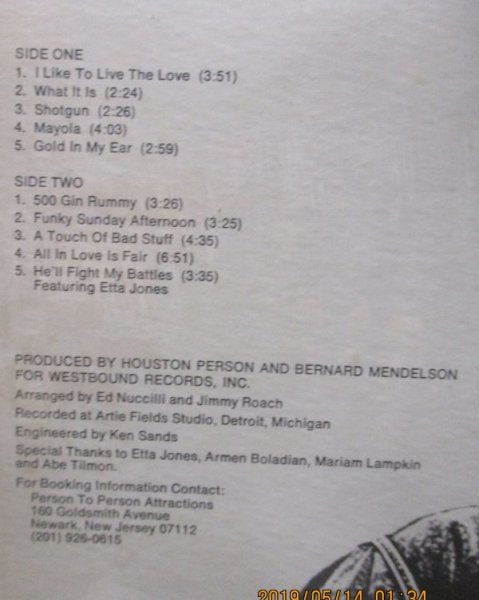 SIDE ONE
1. I Like To Live The Love (3:51)
2. What It Is (2:24)
3. Shotgun (2:26)
4. Mayola (4:03)
5. Gold In My Ear (2:59)
SIDE TWO
1. 500 Gin Rummy (3:26)
2. Funky Sunday Afternoon (3:25)
3. A Touch Of Bad Stuff (4:35)
4. All In Love Is Fair (6:51)
5. He'll Fight My Battles (3:35)
Featuring Etta Jones
PRODUCED BY HOUSTON PERSON AND BERNARD MENDELSON
FOR WESTBOUND RECORDS, INC.
Arranged by Ed Nuccilli and Jimmy Roach
Recorded at Artie Fields Studio, Detroit, Michigan
Engineered by Ken Sands
Special Thanks to Etta Jones, Armen Boladian, Mariam Lampkin
and Abe Tilmon.
For Booking Information Contact:
Person To Person Attractions
160 Goldsmith Avenue
Newark, New Jersey 07112
(201) 926-0615
2019/05/14 01:34